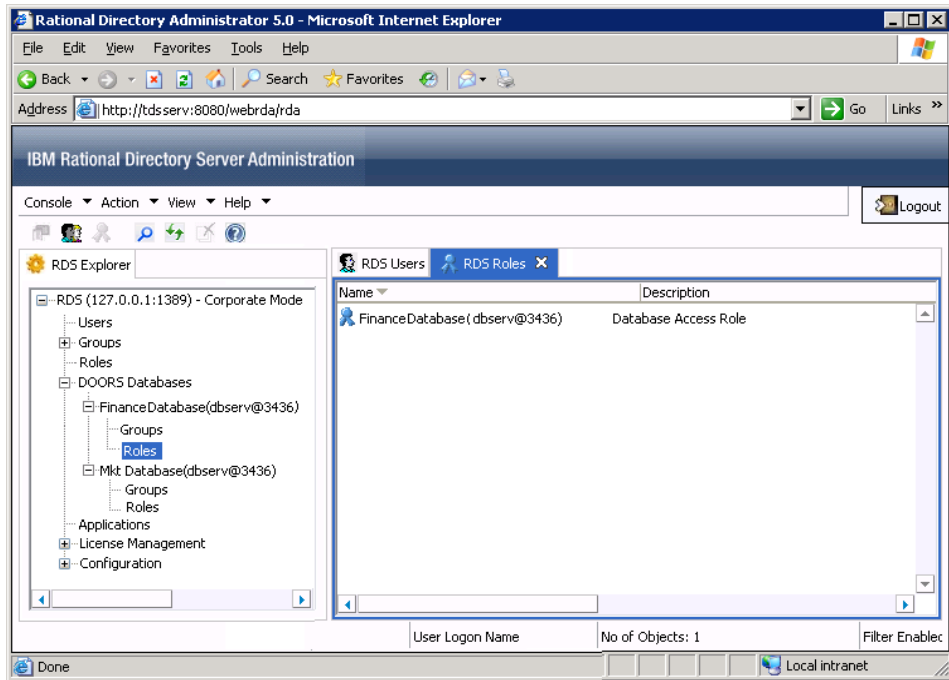 Rational Directory Administrator 5.0 - Microsoft Internet Explorer
File Edit View Favorites Tools Help
Back Search Favorites
Address http://tdsserv:8080/webrda/rda Go Links »
IBM Rational Directory Server Administration
Console Action View Help
Logout
RDS Explorer
RDS Users RDS Roles
Name Description
RDS (127.0.0.1:1389) - Corporate Mode
Users
Groups
Roles
DOORS Databases
FinanceDatabase(dbserv@3436)
Groups
Roles
Mkt Database(dbserv@3436)
Groups
Roles
Applications
License Management
Configuration
FinanceDatabase(dbserv@3436) Database Access Role
User Logon Name No of Objects: 1 Filter Enabled
Done Local intranet